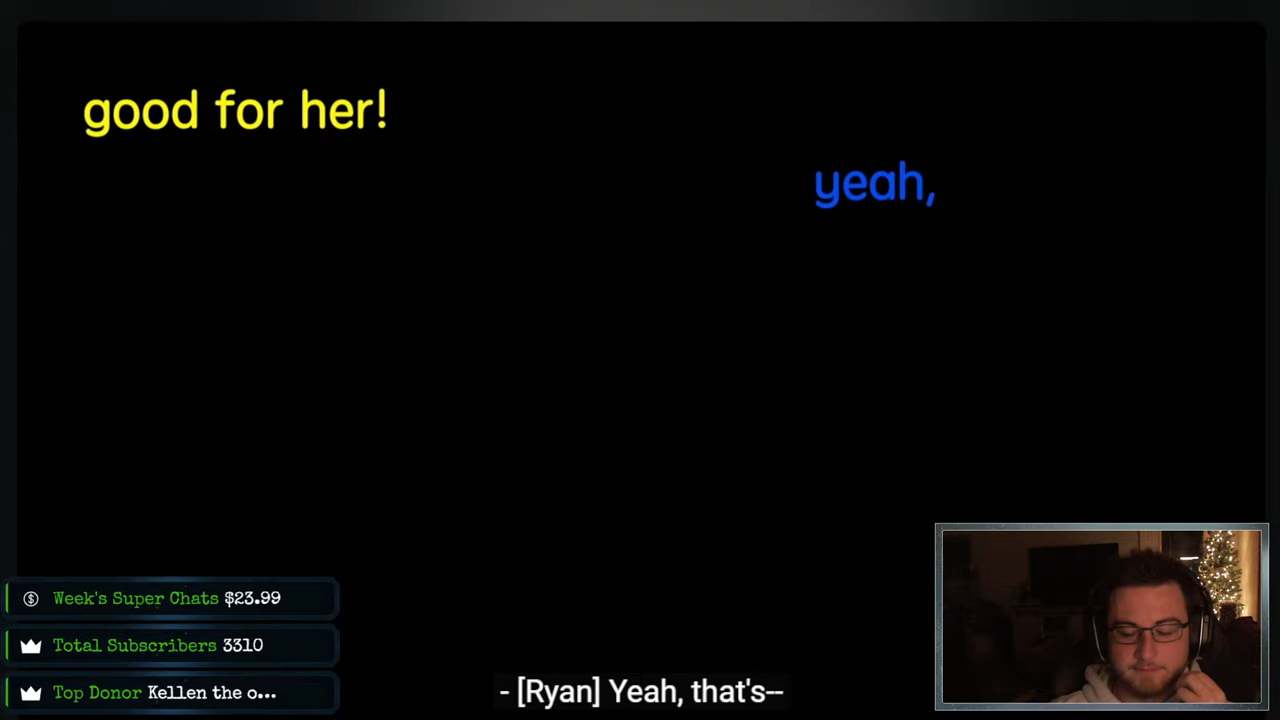 good for her!
yeah,
Week's Super Chats $23.99
Total Subscribers 3310
Top Donor Kellen the o...
- [Ryan] Yeah, that's--